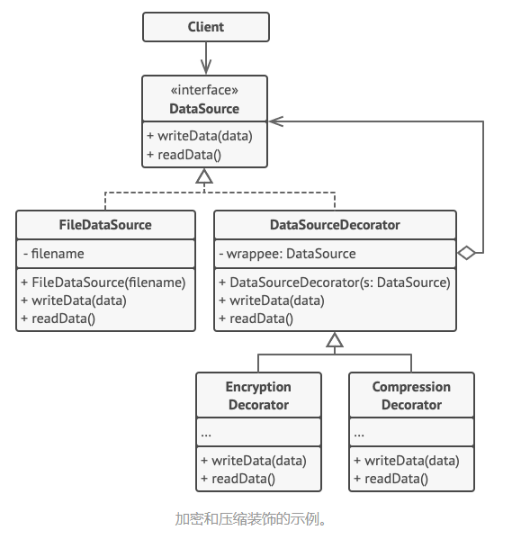 Client
«interface»
DataSource
+ writeData(data)
+ readData()
FileDataSource
- filename
+ FileDataSource(filename)
+ writeData(data)
+ readData()
DataSourceDecorator
- wrappee: DataSource
+ DataSourceDecorator(s: DataSource)
+ writeData(data)
+ readData()
Encryption
Decorator
...
+ writeData(data)
+ readData()
Compression
Decorator
...
+ writeData(data)
+ readData()
加密和压缩装饰的示例。